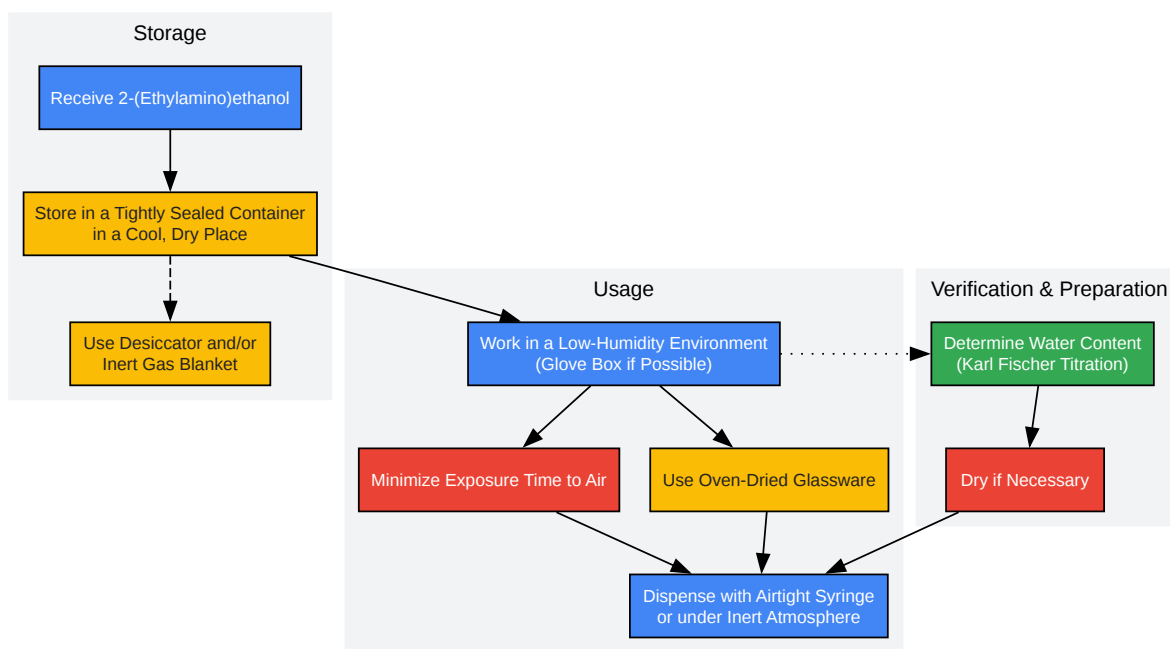 Storage
Receive 2-(Ethylamino)ethanol
Store in a Tightly Sealed Container
in a Cool, Dry Place
Use Desiccator and/or
Inert Gas Blanket
Usage
Work in a Low-Humidity Environment
(Glove Box if Possible)
Minimize Exposure Time to Air
Use Oven-Dried Glassware
Dispense with Airtight Syringe
or under Inert Atmosphere
Verification & Preparation
Determine Water Content
(Karl Fischer Titration)
Dry if Necessary